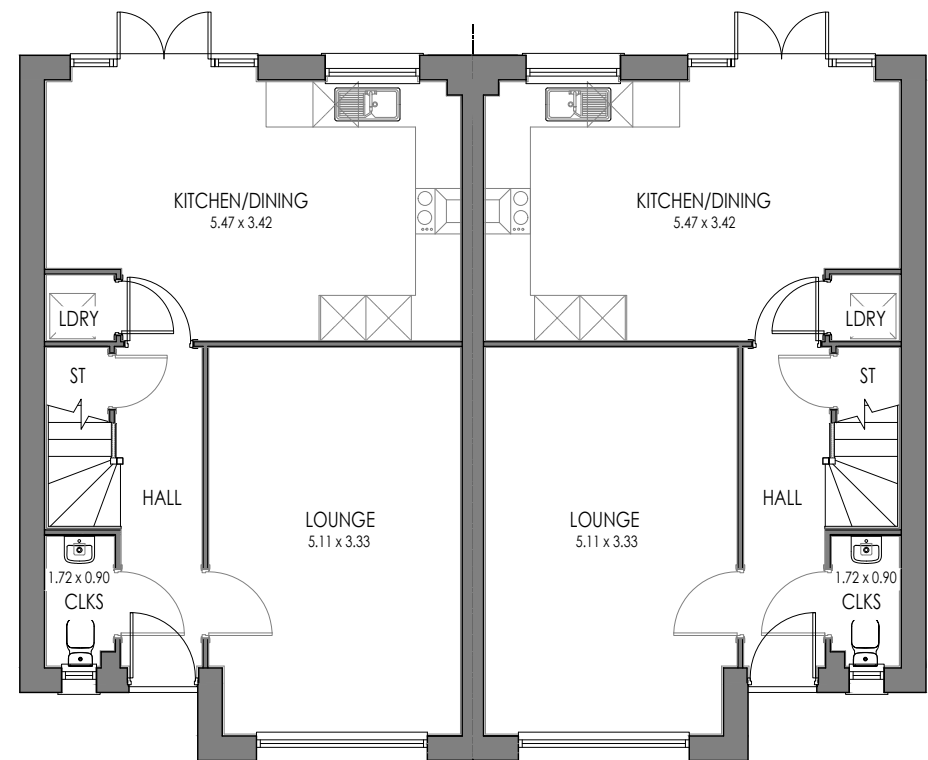 KITCHEN/DINING
5.47 x 3.42
KITCHEN/DINING
5.47 x 3.42
LDRY
LDRY
ST
ST
HALL
HALL
LOUNGE
5.11 x 3.33
LOUNGE
5.11 x 3.33
1.72 x 0.90
CLKS
1.72 x 0.90
CLKS